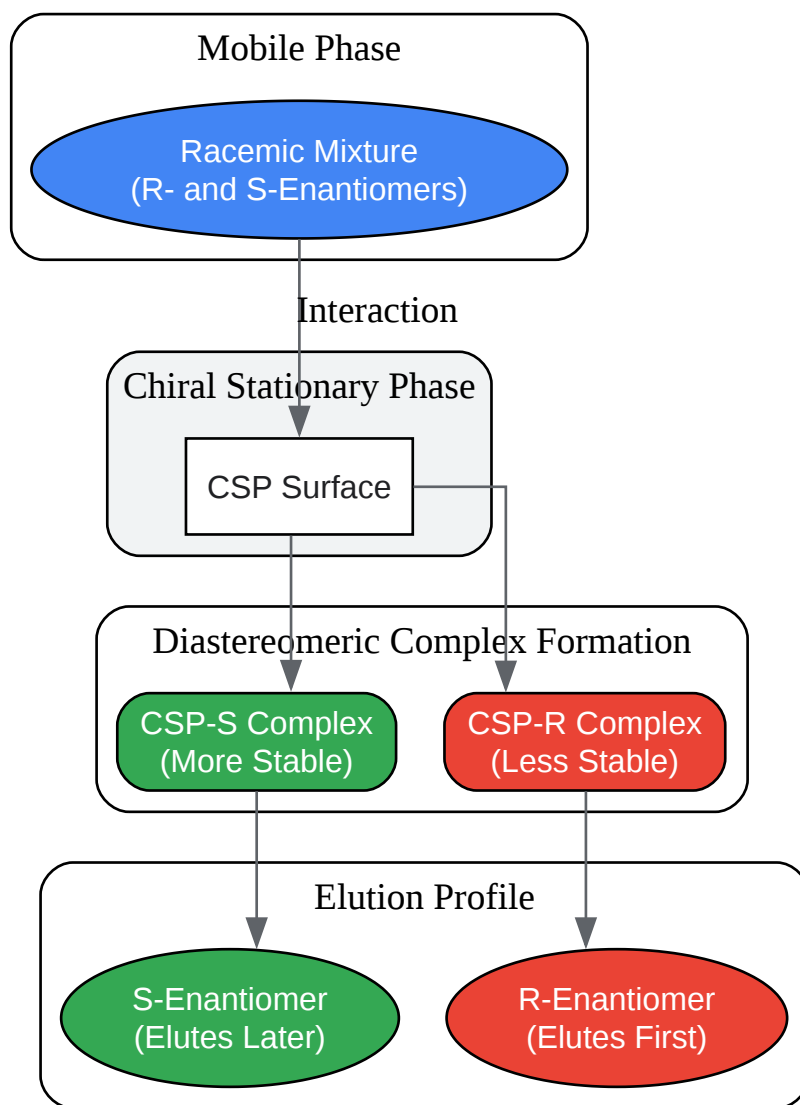 Mobile Phase
Racemic Mixture
(R- and S-Enantiomers)
Interaction
Chiral Stationary Phase
CSP Surface
Diastereomeric Complex Formation
CSP-S Complex
(More Stable)
CSP-R Complex
(Less Stable)
Elution Profile
S-Enantiomer
(Elutes Later)
R-Enantiomer
(Elutes First)